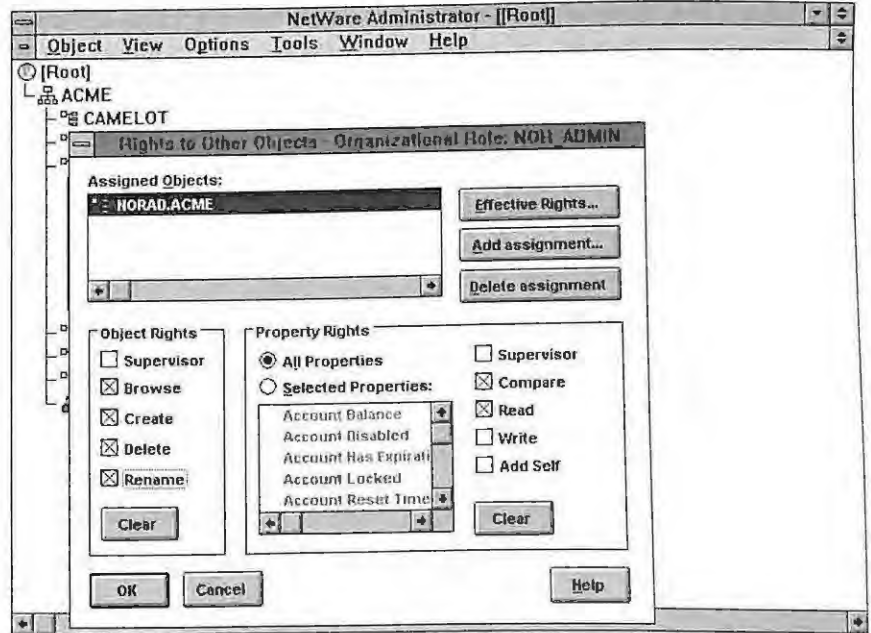 NetWare Administrator - [[Root]]
Object View Options Tools Window Help
[Root]
ACME
CAMELOT
Rights to Other Objects - Organizational Role: NOR_ADMIN
Assigned Objects:
NORAD.ACME
Effective Rights...
Add assignment...
Delete assignment
Object Rights
Supervisor
Browse
Create
Delete
Rename
Clear
Property Rights
All Properties
Selected Properties:
Account Balance
Account Disabled
Account Has Expirati
Account Locked
Account Reset Time
Supervisor
Compare
Read
Write
Add Self
Clear
OK
Cancel
Help